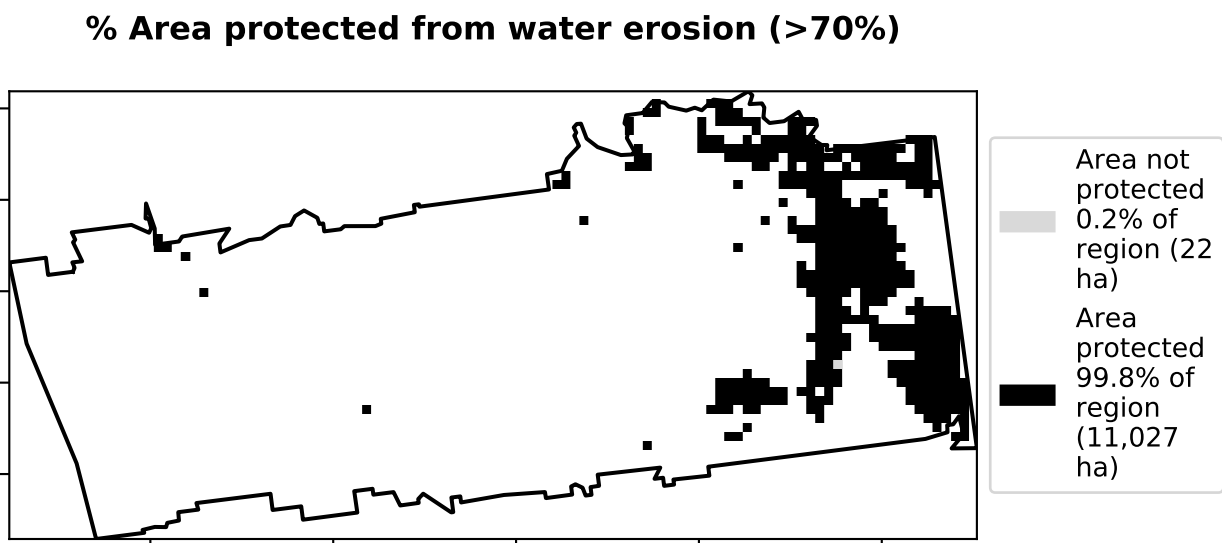 % Area protected from water erosion (>70%)
Area not
protected
0.2% of
region (22
ha)
Area
protected
99.8% of
region
(11,027
ha)